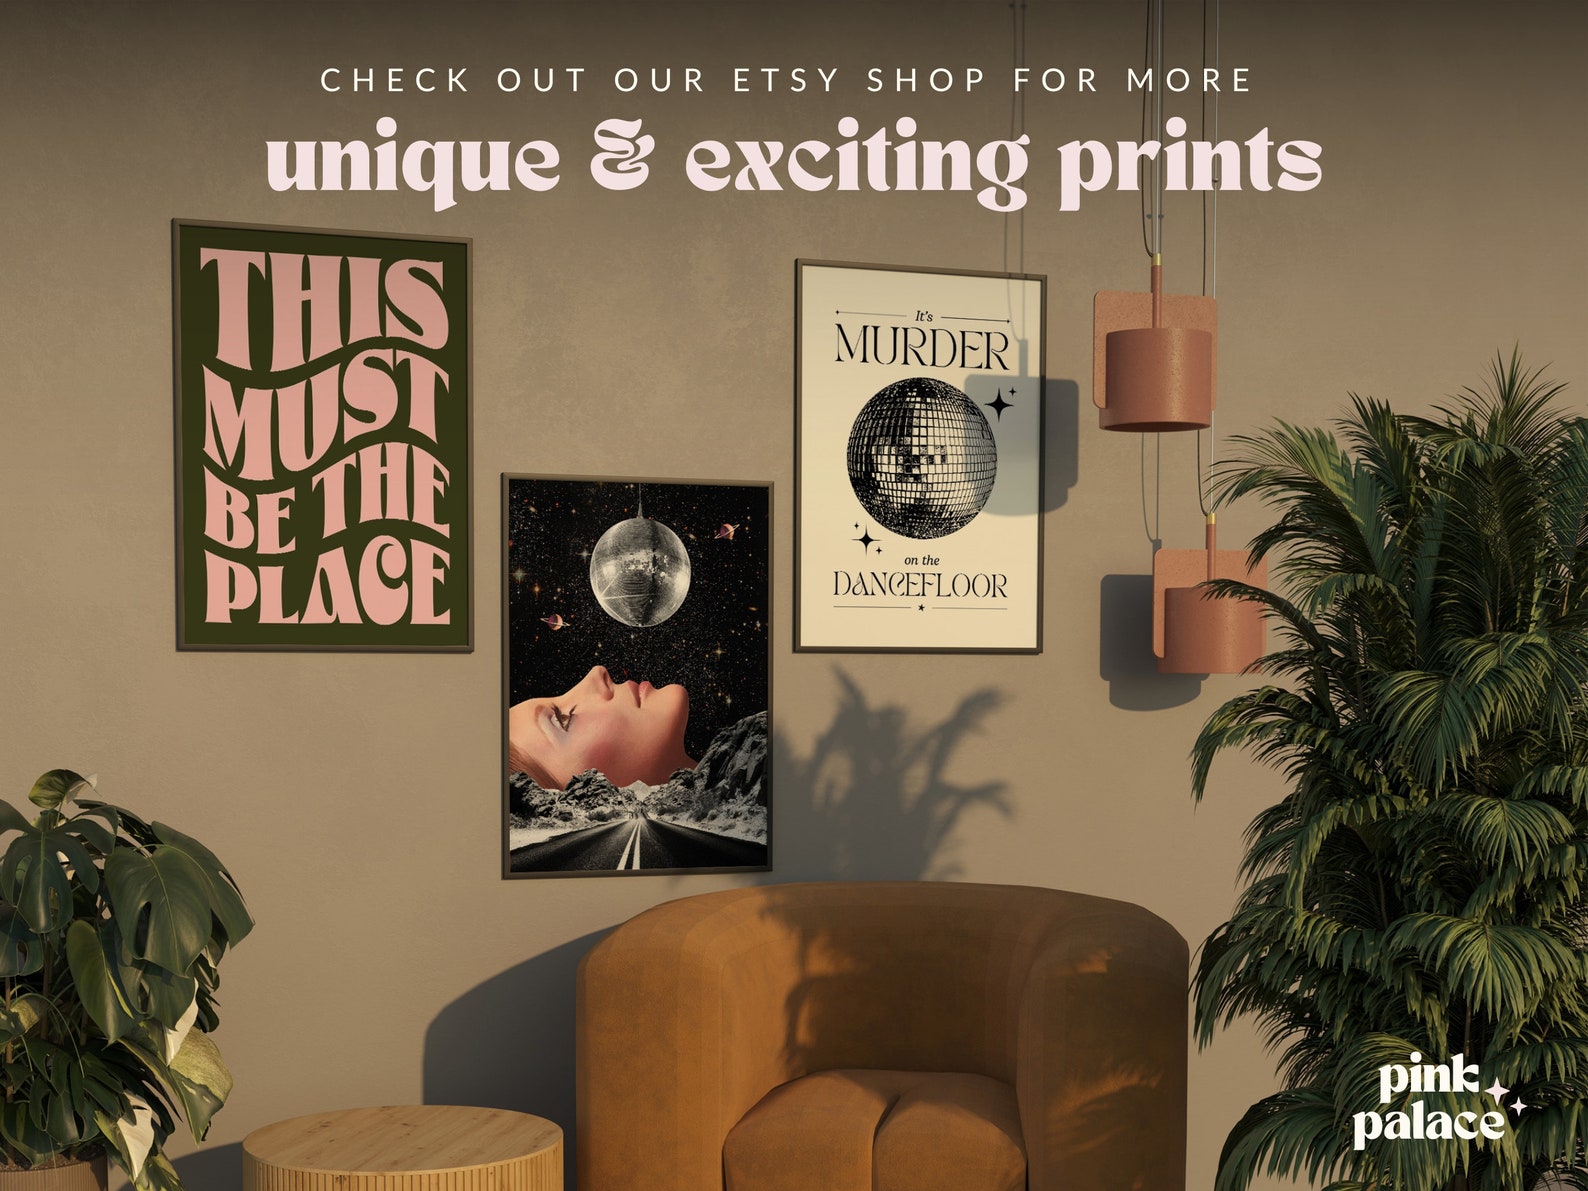 CHECK OUT OUR ETSY SHOP FOR MORE
unique & exciting prints
THIS
MUST
BE THE
PLACE
It's
MURDER
on the
DANCEFLOOR
pink
palace